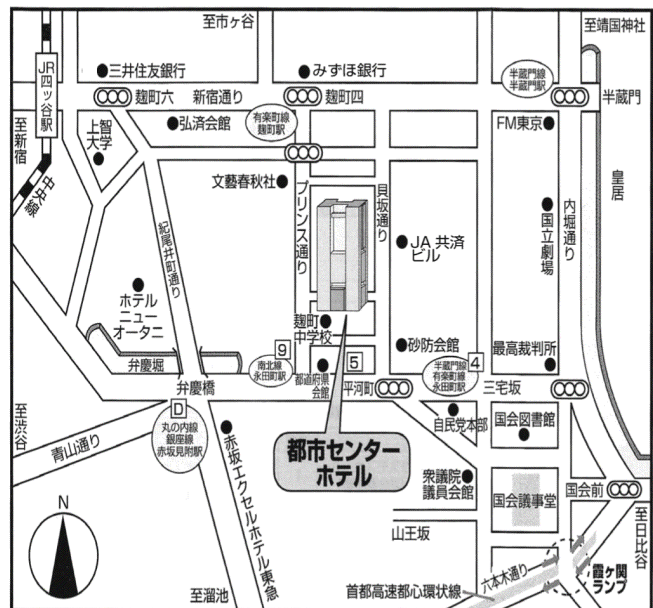 至市ヶ谷
至靖国神社
JR
四ッ谷駅
三井住友銀行
みずほ銀行
半蔵門線
半蔵門駅
麹町六
新宿通り
麹町四
半蔵門
至新宿
上智
大学
弘済会館
有楽町線
麹町駅
FM東京
中央線
文藝春秋社
プリンス通り
貝坂通り
内堀通り
皇居
紀尾井町通り
JA 共済
ビル
国立劇場
ホテル
ニュー
オータニ
麹町
中学校
砂防会館
最高裁判所
弁慶堀
9
南北線
永田町駅
都道府県
会館
5
平河町
半蔵門線
有楽町線
永田町駅
4
三宅坂
弁慶橋
至渋谷
青山通り
D
丸の内線
銀座線
赤坂見附駅
赤坂エクセルホテル東急
都市センター
ホテル
自民党本部
国会図書館
衆議院
議員会館
国会議事堂
国会前
山王坂
至日比谷
N
至溜池
首都高速都心環状線
六本木通り
霞ヶ関
ランプ